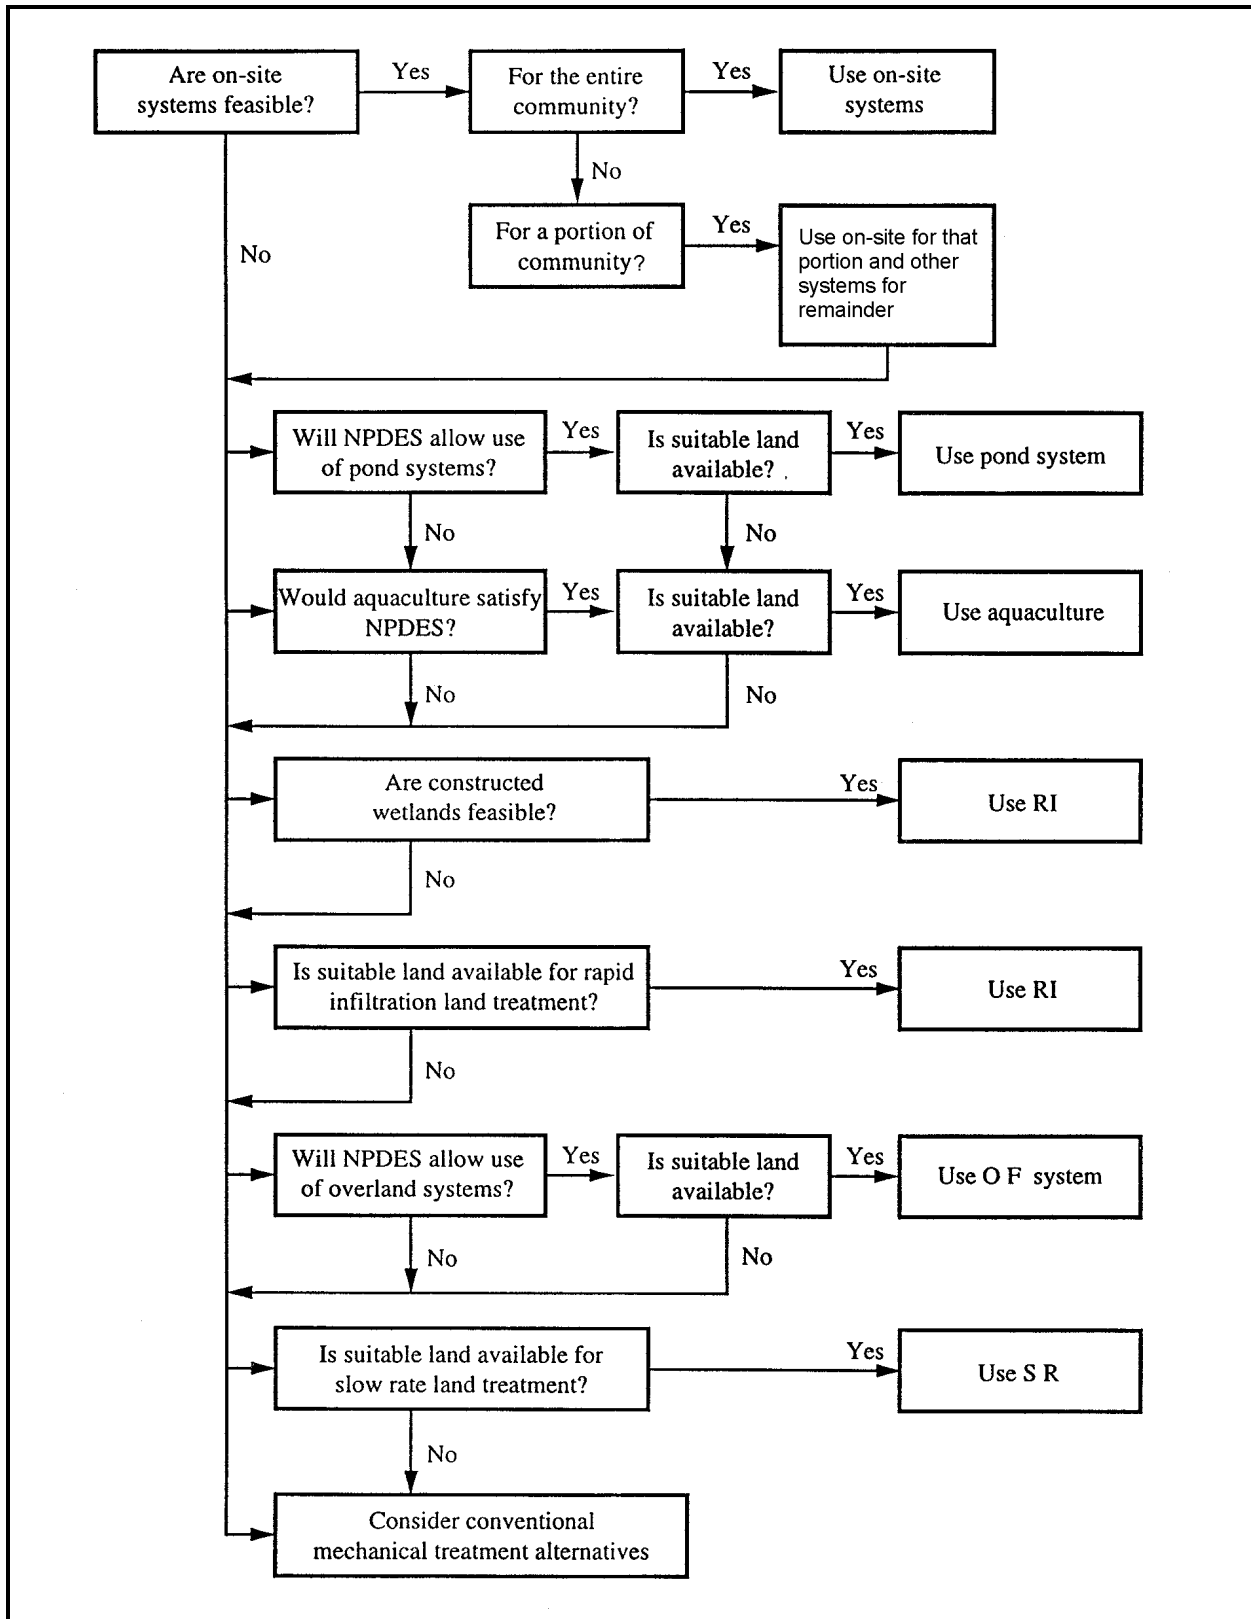 Are on-site
systems feasible?
Yes
For the entire
community?
Yes
Use on-site
systems
No
For a portion of
community?
Yes
Use on-site for that
portion and other
systems for
remainder
No
Will NPDES allow use
of pond systems?
Yes
Is suitable land
available?
Yes
Use pond system
No
No
Would aquaculture satisfy
NPDES?
Yes
Is suitable land
available?
Yes
Use aquaculture
No
No
Are constructed
wetlands feasible?
Yes
Use RI
No
Is suitable land available for rapid
infiltration land treatment?
Yes
Use RI
No
Will NPDES allow use
of overland systems?
Yes
Is suitable land
available?
Yes
Use O F system
No
No
Is suitable land available for
slow rate land treatment?
Yes
Use S R
No
Consider conventional
mechanical treatment alternatives